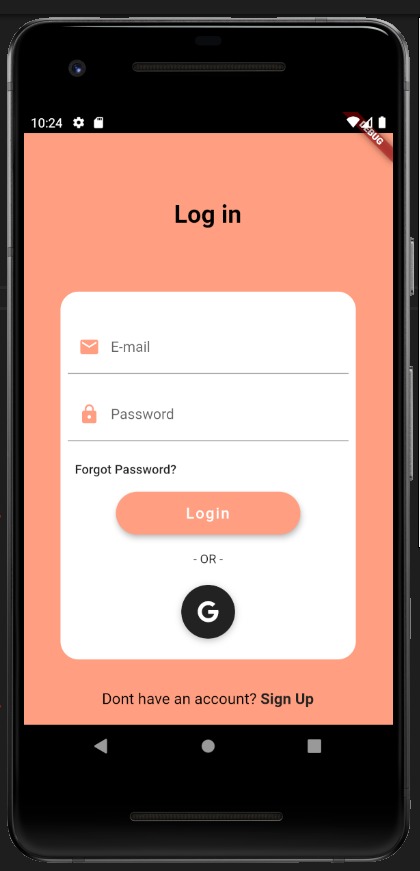 10:24
DEBUG
Log in
E-mail
Password
Forgot Password?
Login
- OR -
G
Dont have an account? Sign Up